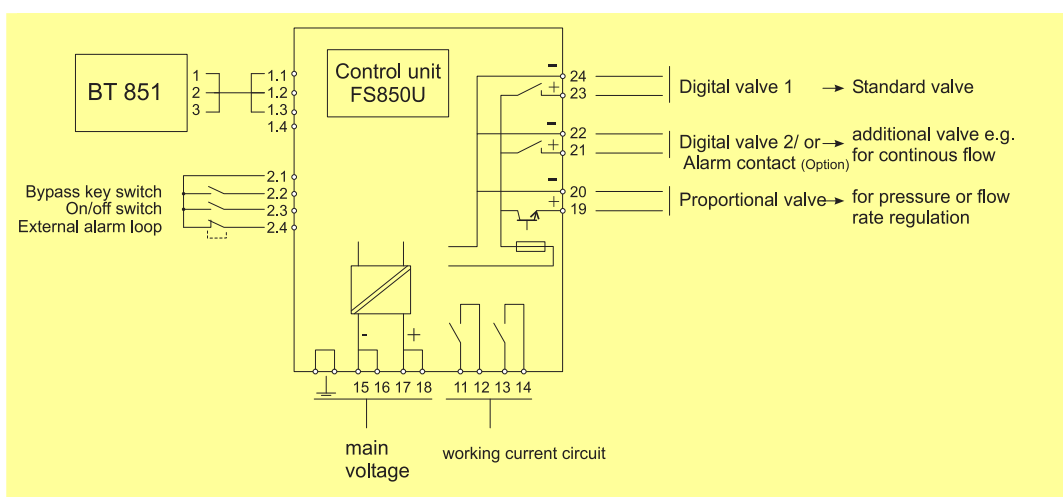 BT 851
1
2
3
1.1
1.2
1.3
1.4
Control unit
FS850U
Bypass key switch
On/off switch
External alarm loop
2.1
2.2
2.3
2.4
-
+
24
23
Digital valve 1 → Standard valve
-
+
22
21
Digital valve 2/ or → additional valve e.g.
Alarm contact (Option) for continous flow
-
+
20
19
Proportional valve → for pressure or flow
rate regulation
- +
15 16 17 18 11 12 13 14
main
voltage
working current circuit